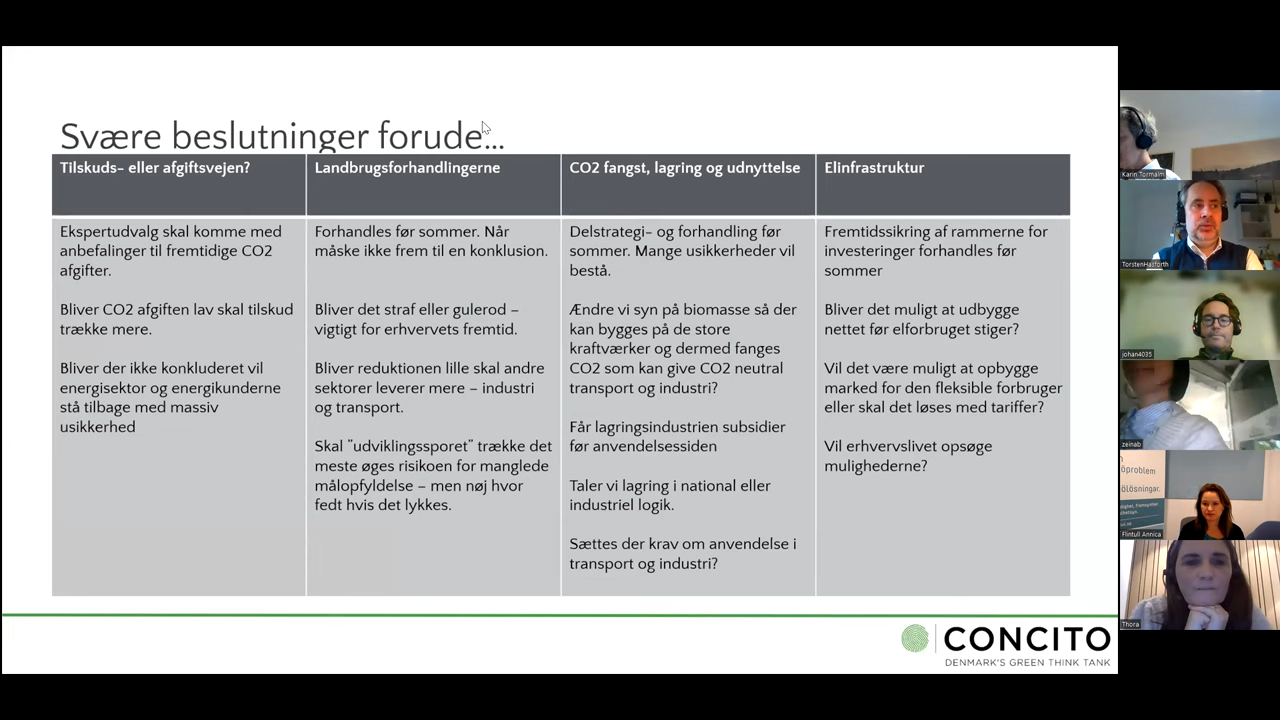 Svære beslutninger forude...
Tilskuds- eller afgiftsvejen?
Ekspertudvalg skal komme med
anbefalinger til fremtidige CO2
afgifter.
Bliver CO2 afgiften lav skal tilskud
trække mere.
Bliver der ikke konkluderet vil
energisektor og energikunderne
stå tilbage med massiv
usikkerhed
Landbrugsforhandlingerne
Forhandles før sommer. Når
måske ikke frem til en konklusion.
Bliver det straf eller gulerod –
vigtigt for erhvervets fremtid.
Bliver reduktionen lille skal andre
sektorer leverer mere – industri
og transport.
Skal ”udviklingssporet” trække det
meste øges risikoen for manglede
målopfyldelse – men nøj hvor
fedt hvis det lykkes.
CO2 fangst, lagring og udnyttelse
Delstrategi- og forhandling før
sommer. Mange usikkerheder vil
bestå.
Ændre vi syn på biomasse så der
kan bygges på de store
kraftværker og dermed fanges
CO2 som kan give CO2 neutral
transport og industri?
Får lagringsindustrien subsidier
før anvendelsessiden
Taler vi lagring i national eller
industriel logik.
Sættes der krav om anvendelse i
transport og industri?
Elinfrastruktur
Fremtidssikring af rammerne for
investeringer forhandles før
sommer
Bliver det muligt at udbygge
nettet før elforbruget stiger?
Vil det være muligt at opbygge
marked for den fleksible forbruger
eller skal det løses med tariffer?
Vil erhvervslivet opsøge
mulighederne?
CONCITO
DENMARK'S GREEN THINK TANK
Karin Tormalm
TorstenHasforth
johan4035
zeinab
öproblem
ölösningar.
Flintull Annica
Thora